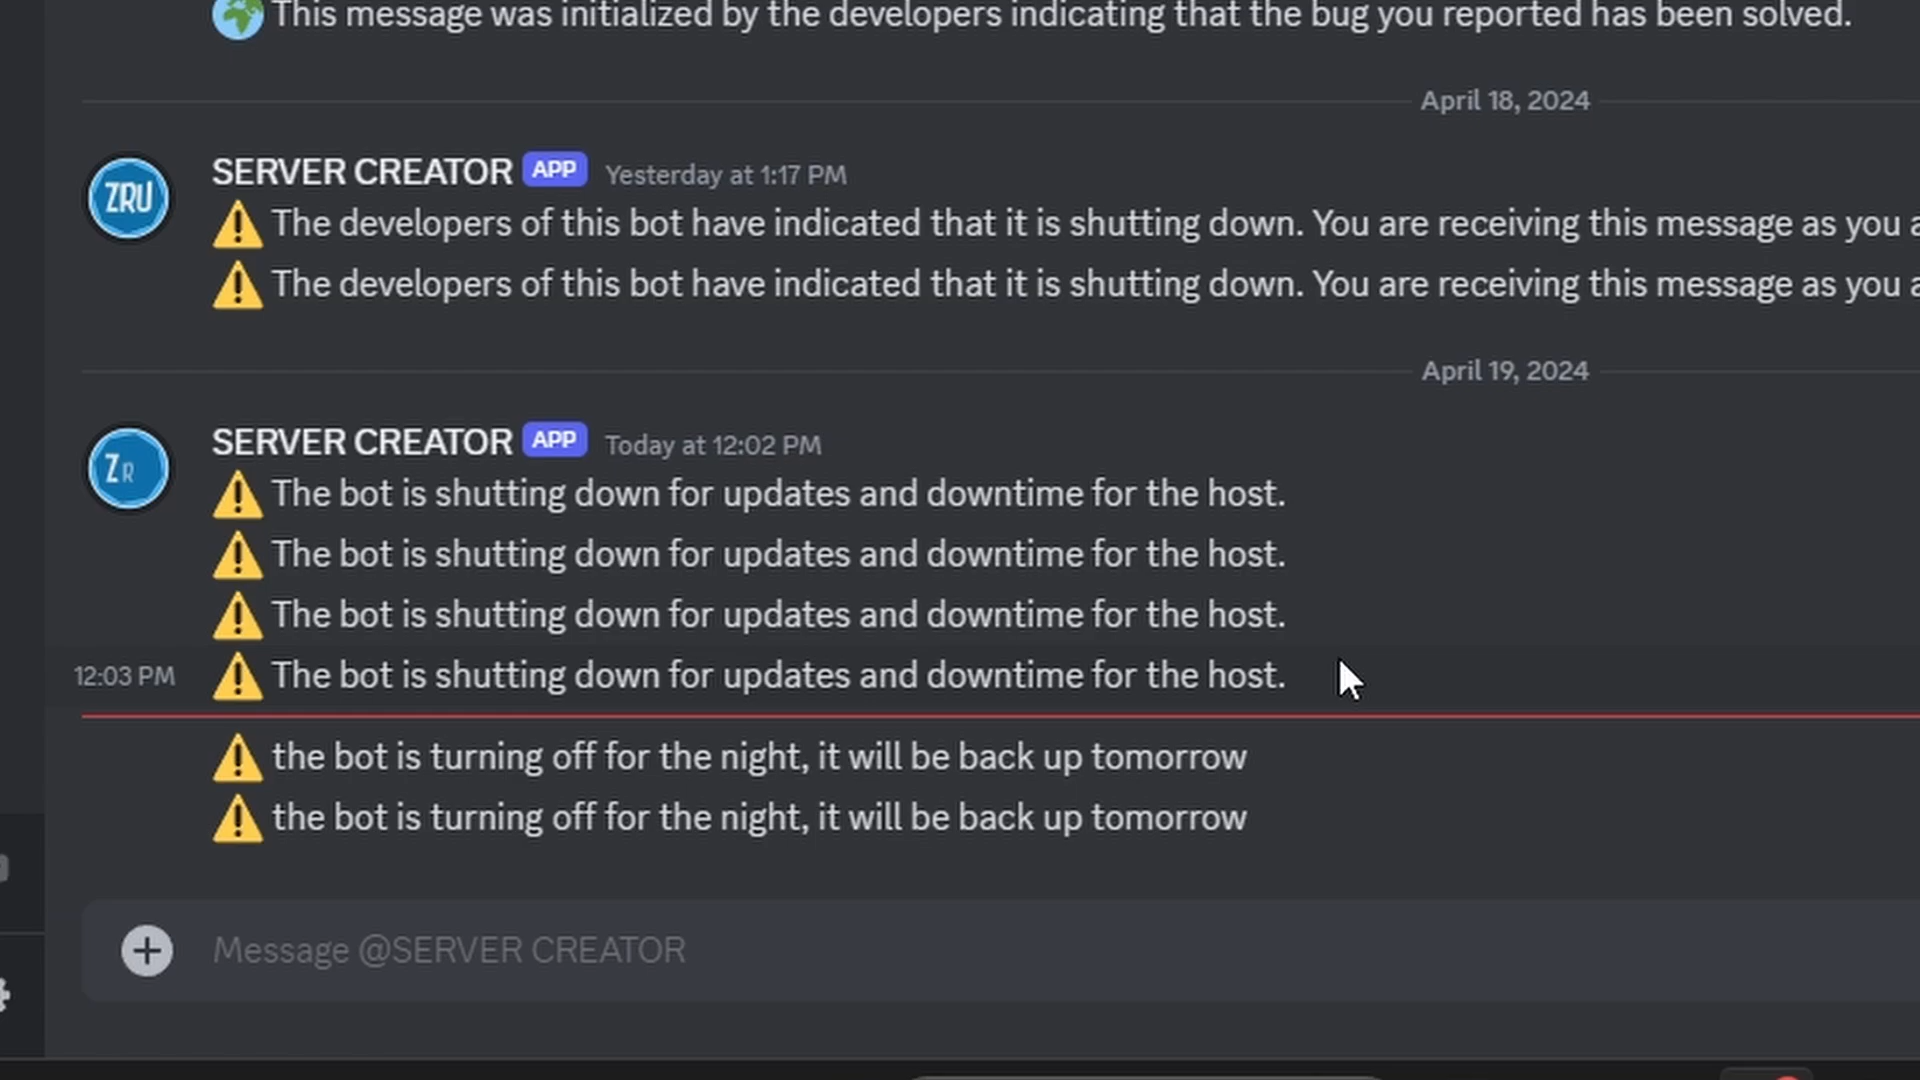 This message was initialized by the developers indicating that the bug you reported has been solved.
April 18, 2024
ZRU
SERVER CREATOR APP Yesterday at 1:17 PM
⚠️ The developers of this bot have indicated that it is shutting down. You are receiving this message as you a
⚠️ The developers of this bot have indicated that it is shutting down. You are receiving this message as you a
April 19, 2024
ZR
SERVER CREATOR APP Today at 12:02 PM
⚠️ The bot is shutting down for updates and downtime for the host.
⚠️ The bot is shutting down for updates and downtime for the host.
⚠️ The bot is shutting down for updates and downtime for the host.
12:03 PM ⚠️ The bot is shutting down for updates and downtime for the host.
⚠️ the bot is turning off for the night, it will be back up tomorrow
⚠️ the bot is turning off for the night, it will be back up tomorrow
Message @SERVER CREATOR